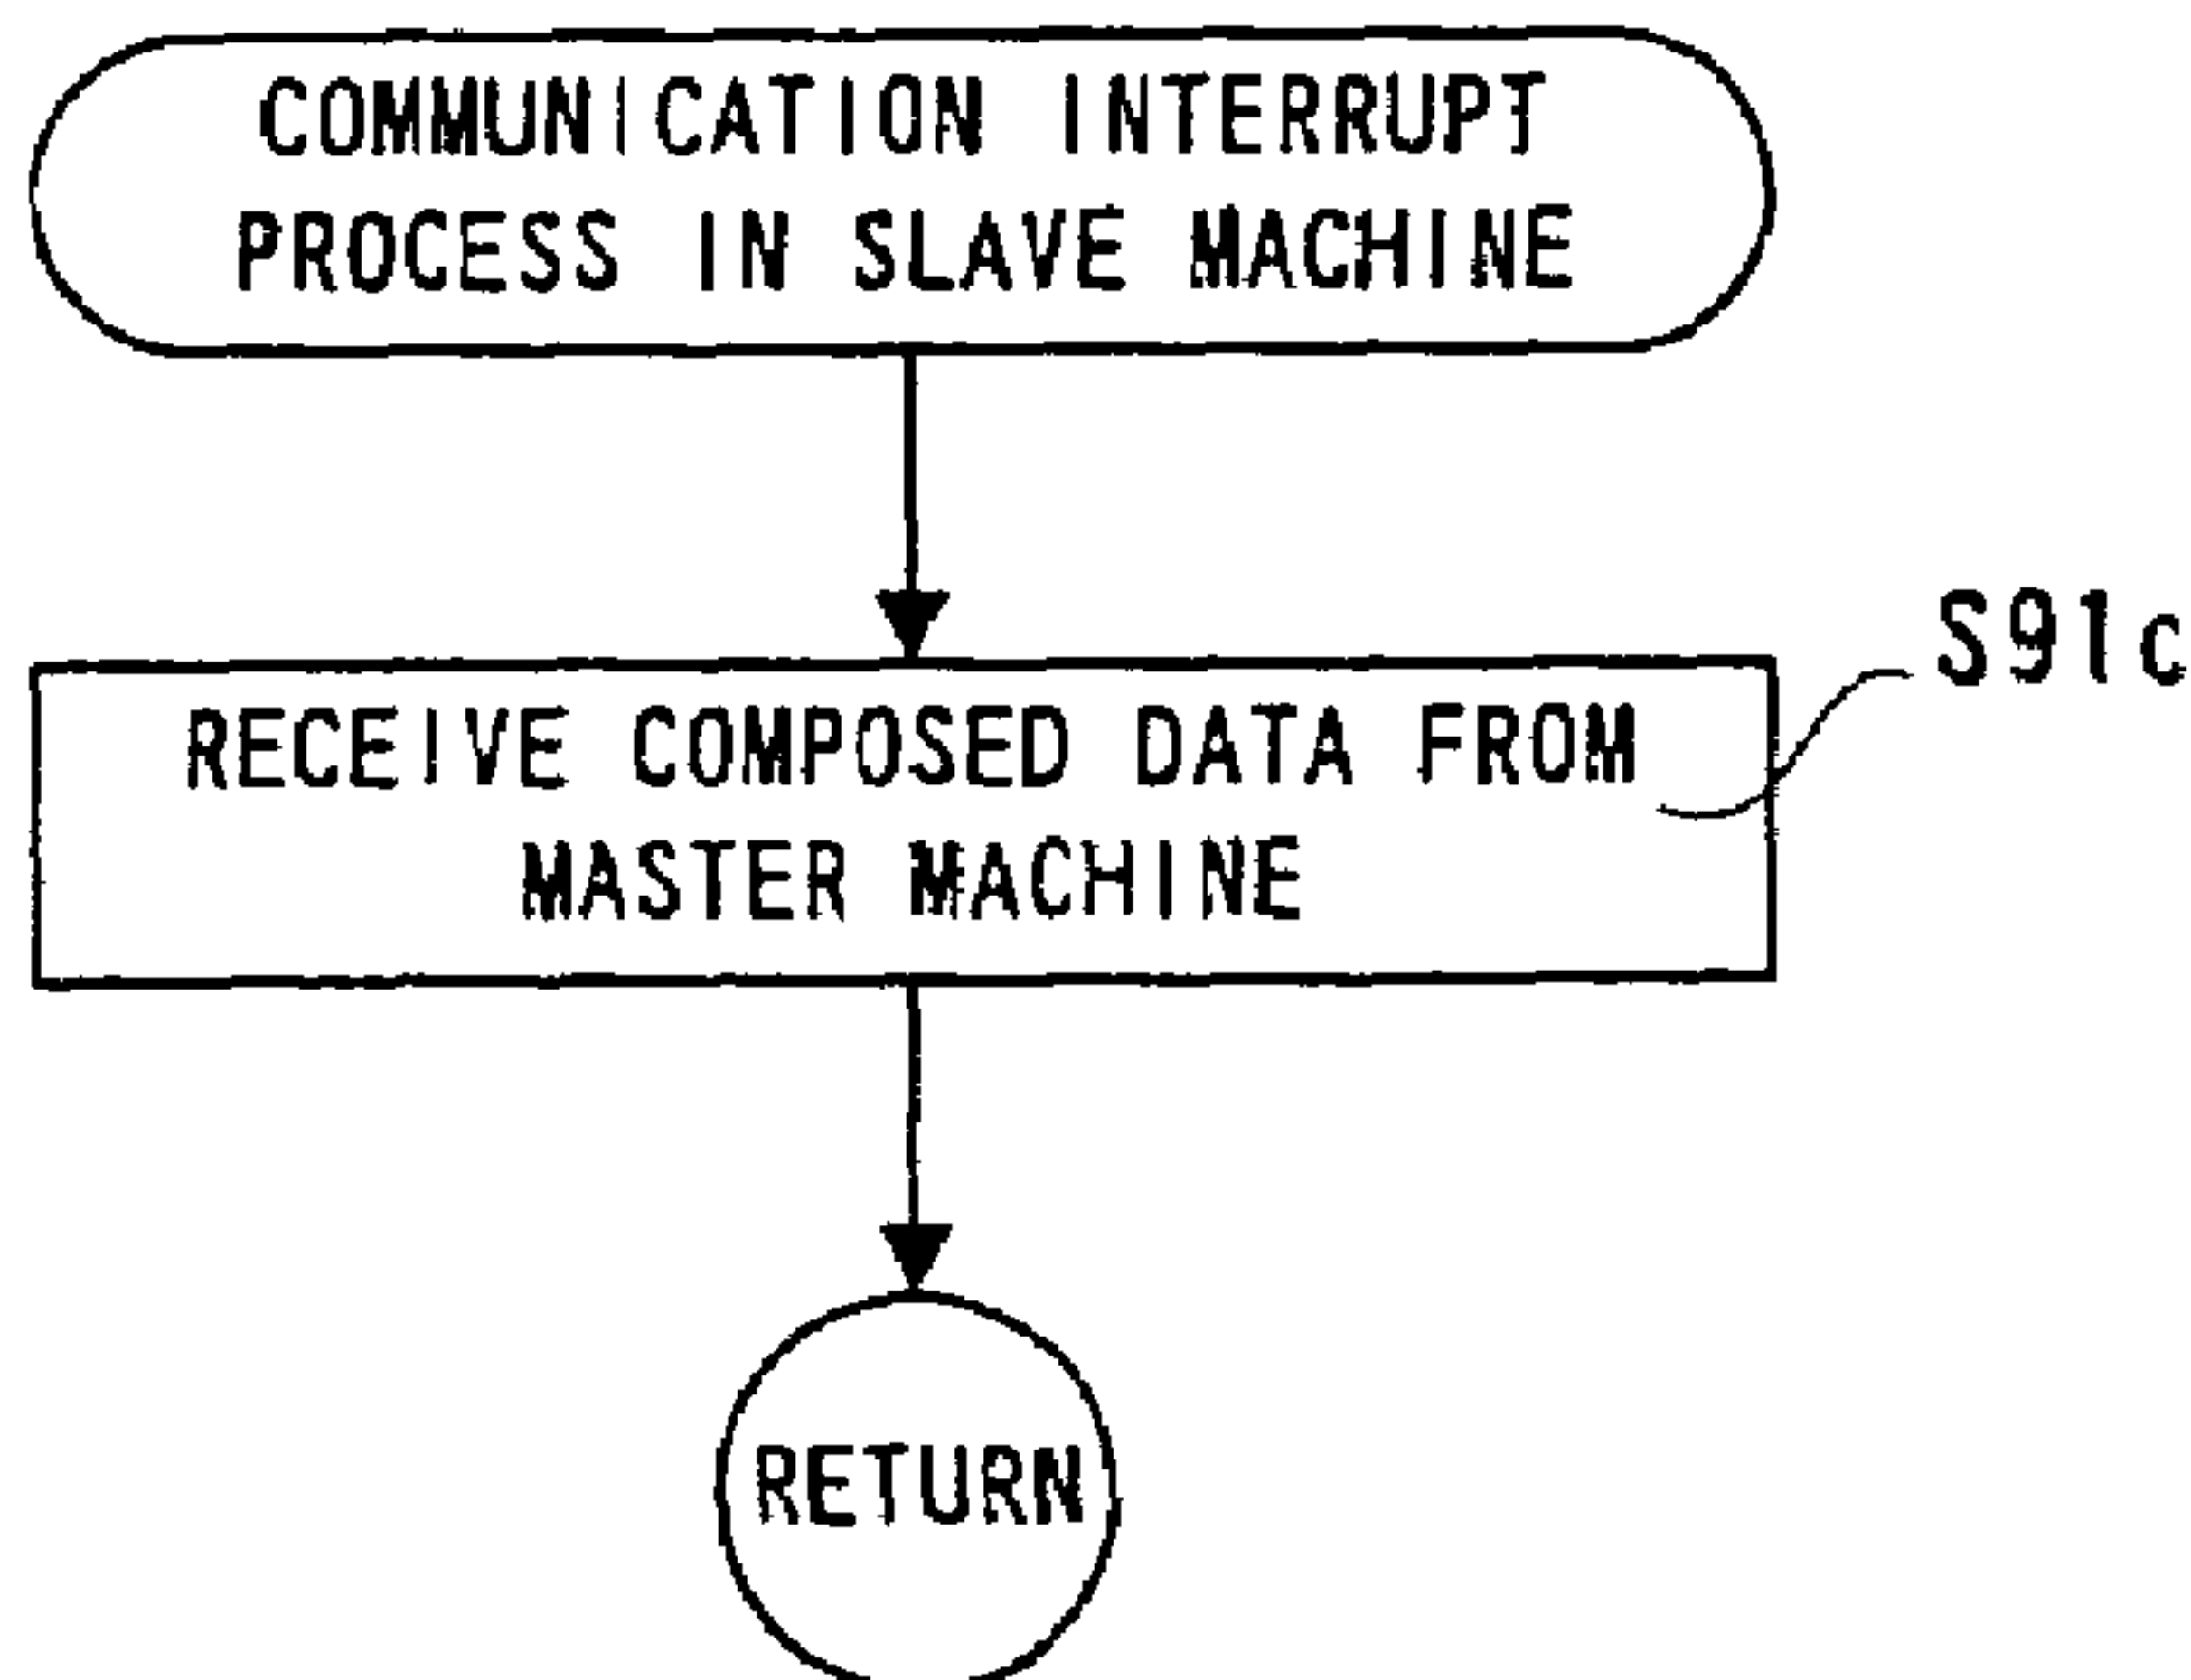 COMMUNICATION INTERRUPT
PROCESS IN SLAVE MACHINE
S91c
RECEIVE COMPOSED DATA FROM
MASTER MACHINE
RETURN